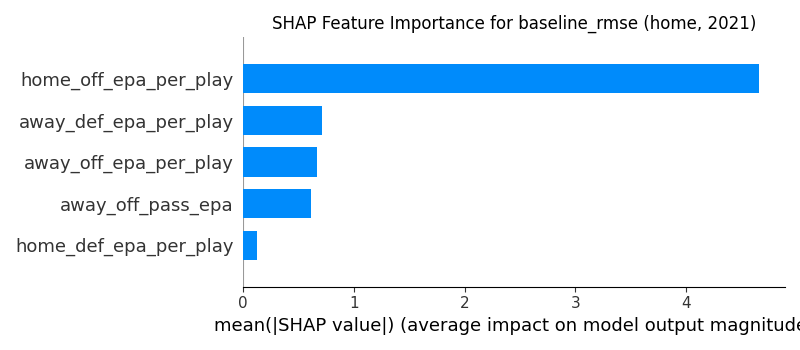 SHAP Feature Importance for baseline_rmse (home, 2021)
home_off_epa_per_play
away_def_epa_per_play
away_off_epa_per_play
away_off_pass_epa
home_def_epa_per_play
0 1 2 3 4
mean(|SHAP value|) (average impact on model output magnitude